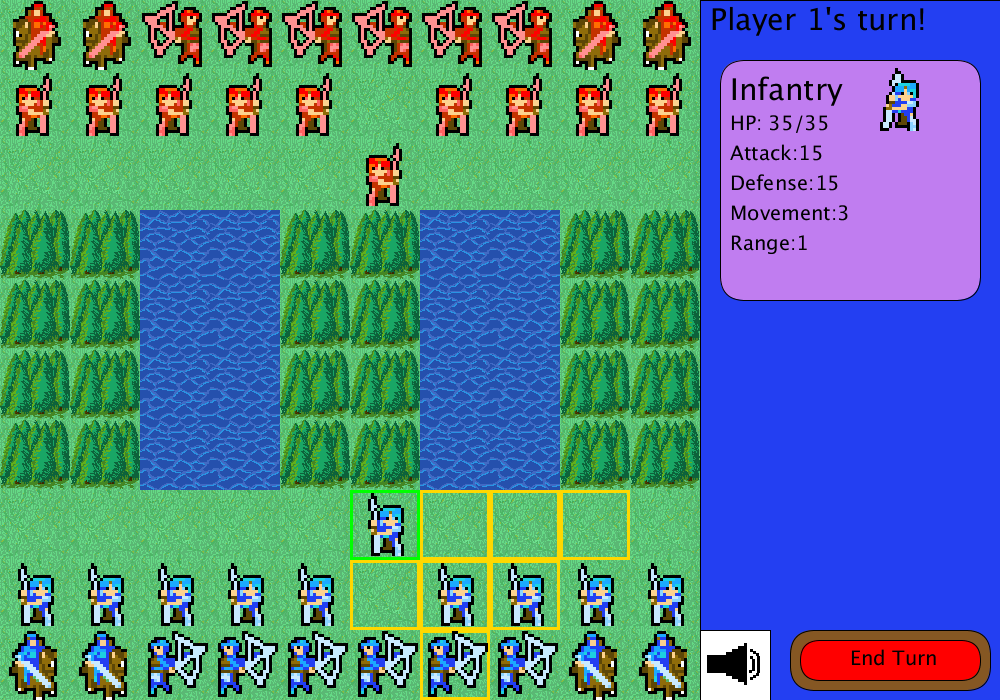 Player 1's turn!
Infantry
HP: 35/35
Attack:15
Defense:15
Movement:3
Range:1
End Turn